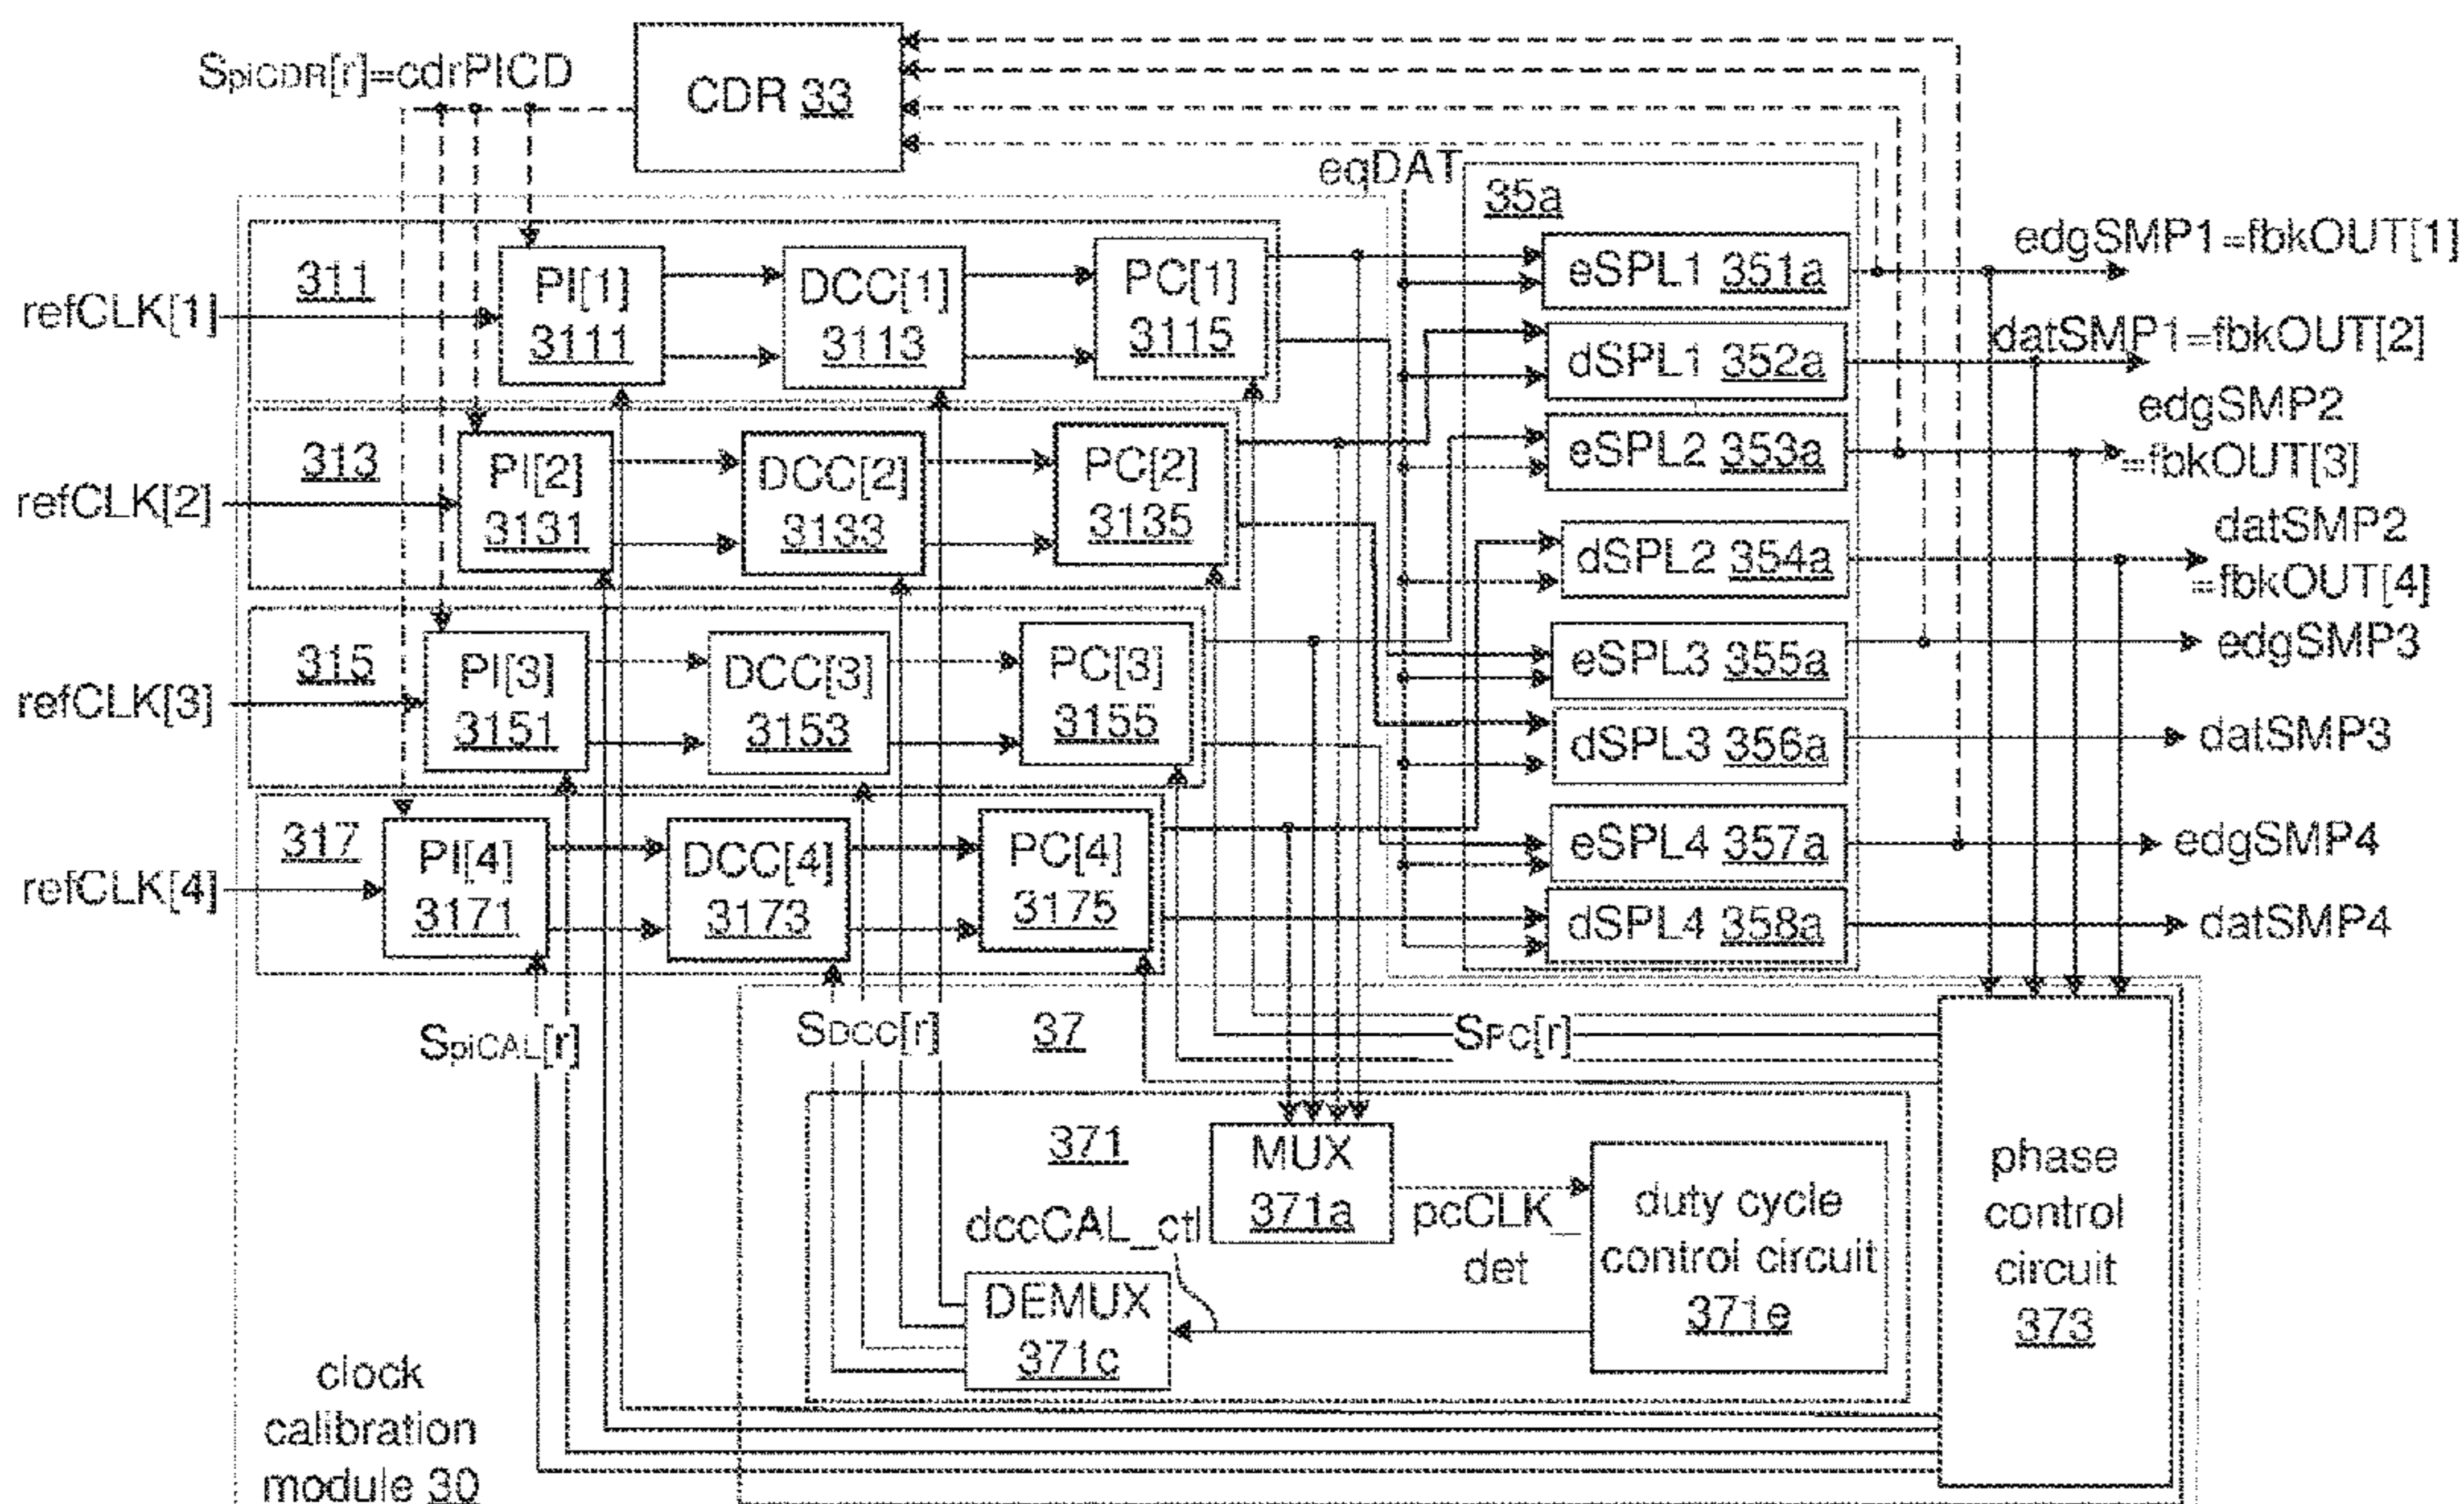 SpiCDR[r]=cdrPICD
CDR 33
eqDAT
35a
311
refCLK[1]
PI[1]
3111
DCC[1]
3113
PC[1]
3115
eSPL1 351a
edgSMP1=fbkOUT[1]
dSPL1 352a
datSMP1=fbkOUT[2]
313
refCLK[2]
PI[2]
3131
DCC[2]
3133
PC[2]
3135
eSPL2 353a
edgSMP2
=fbkOUT[3]
dSPL2 354a
datSMP2
=fbkOUT[4]
315
refCLK[3]
PI[3]
3151
DCC[3]
3153
PC[3]
3155
eSPL3 355a
edgSMP3
dSPL3 356a
datSMP3
317
refCLK[4]
PI[4]
3171
DCC[4]
3173
PC[4]
3175
eSPL4 357a
edgSMP4
dSPL4 358a
datSMP4
SpiCAL[r]
SDCC[r]
37
SPC[r]
371
MUX
371a
pcCLK_
det
duty cycle
control circuit
371e
dccCAL_ctl
DEMUX
371c
phase
control
circuit
373
clock
calibration
module 30